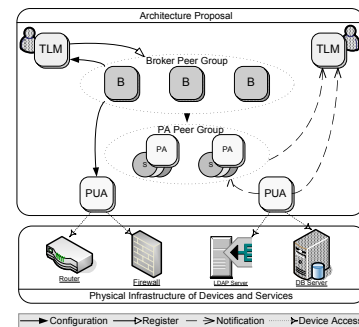 Architecture Proposal
TLM
TLM
Broker Peer Group
B
B
B
PA Peer Group
PA
PA
S
S
PUA
PUA
Router
Firewall
LDAP Server
DB Server
Physical Infrastructure of Devices and Services
Configuration Register Notification Device Access